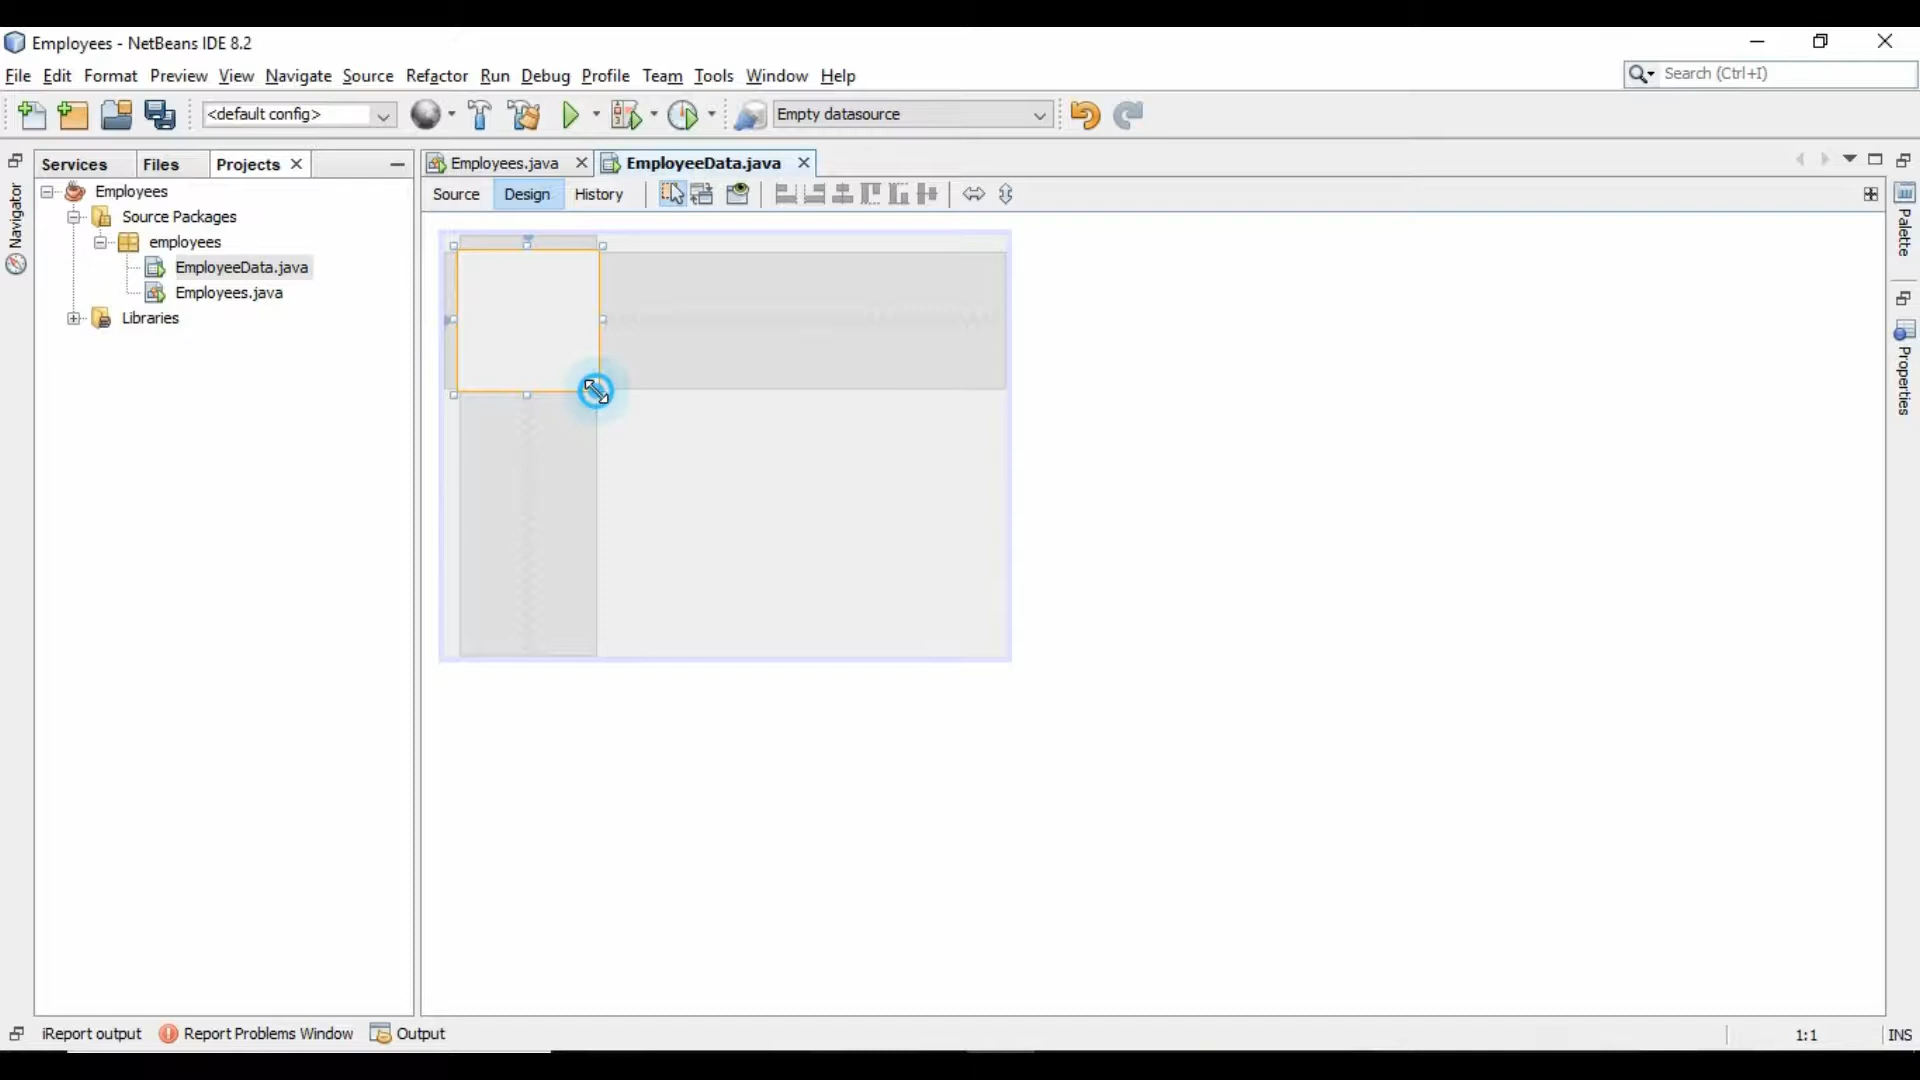 Employees - NetBeans IDE 8.2
File Edit Format Preview View Navigate Source Refactor Run Debug Profile Team Tools Window Help
Search (Ctrl+I)
<default config>
Empty datasource
Services Files Projects
Employees.java EmployeeData.java
Source Design History
Navigator
Employees
Source Packages
employees
EmployeeData.java
Employees.java
Libraries
Palette
Properties
iReport output Report Problems Window Output
1:1 INS